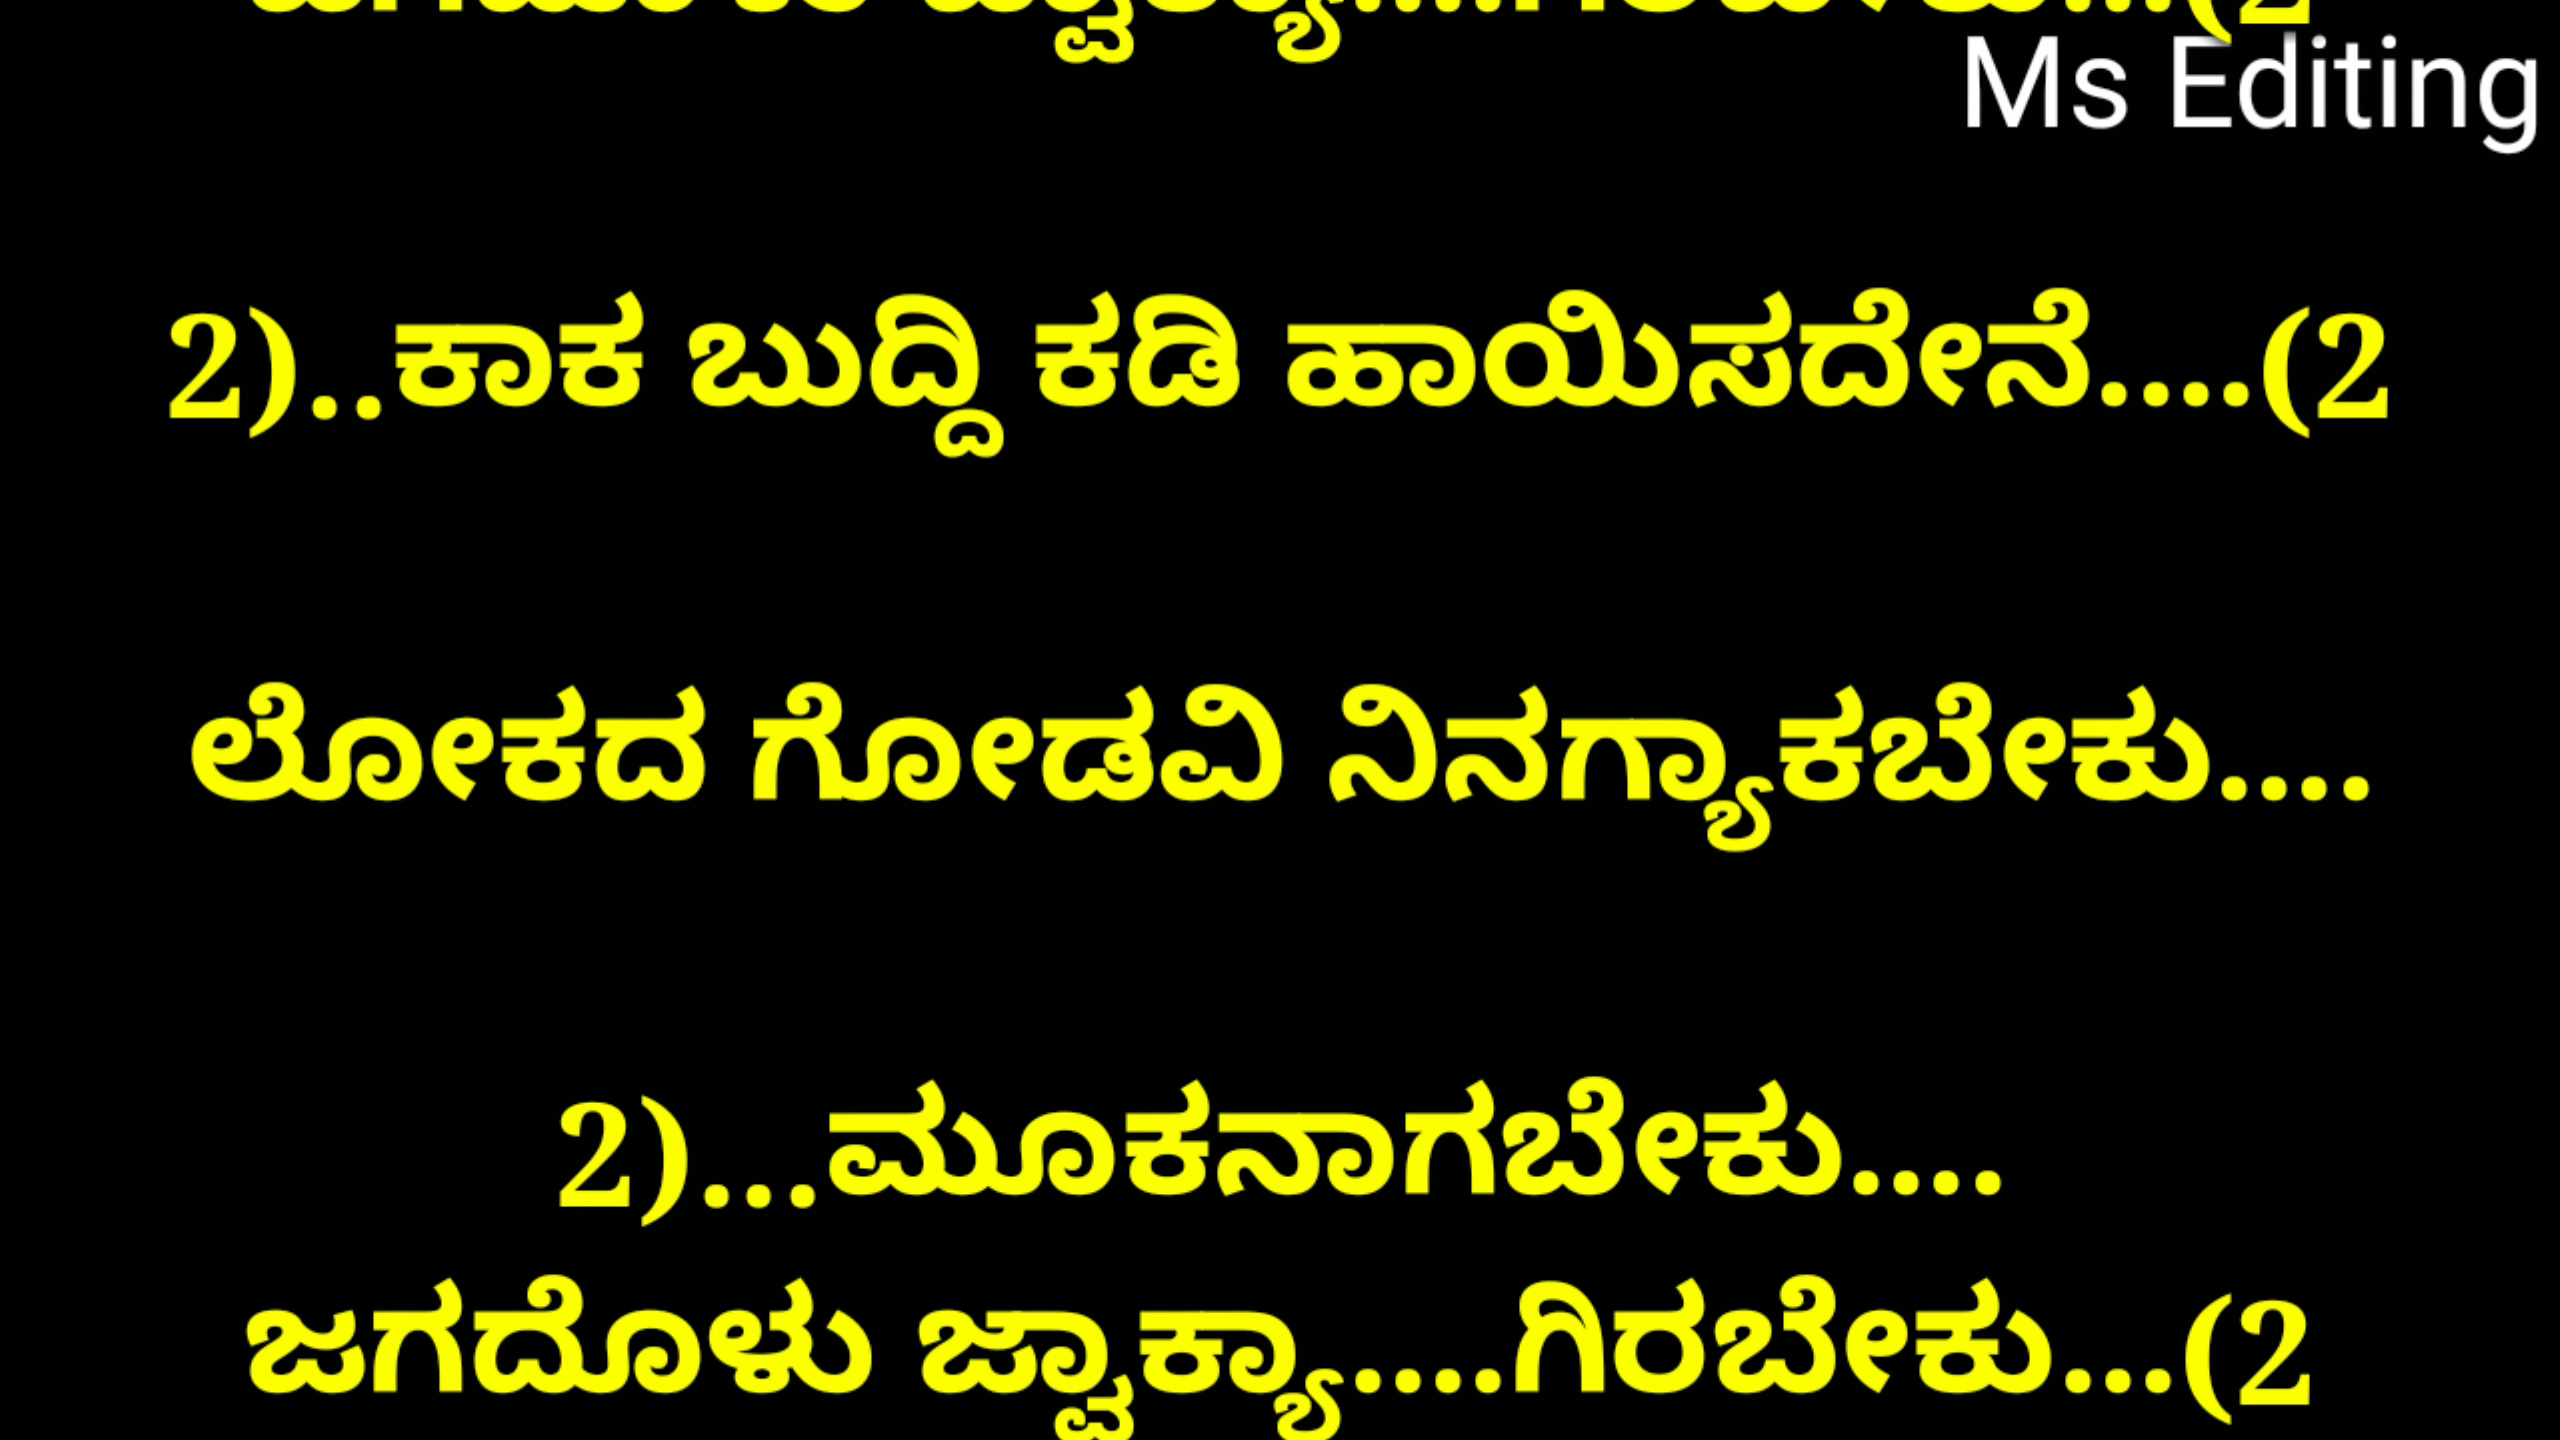 Ms Editing
2)..ಕಾಕ ಬುದ್ದಿ ಕಡಿ ಹಾಯಿಸದೇನೆ....(2
ಲೋಕದ ಗೋಡವಿ ನಿನಗ್ಯಾಕಬೇಕು....
2)...ಮೂಕನಾಗಬೇಕು....
ಜಗದೊಳು ಜ್ವಾಕ್ಯಾ....ಗಿರಬೇಕು...(2